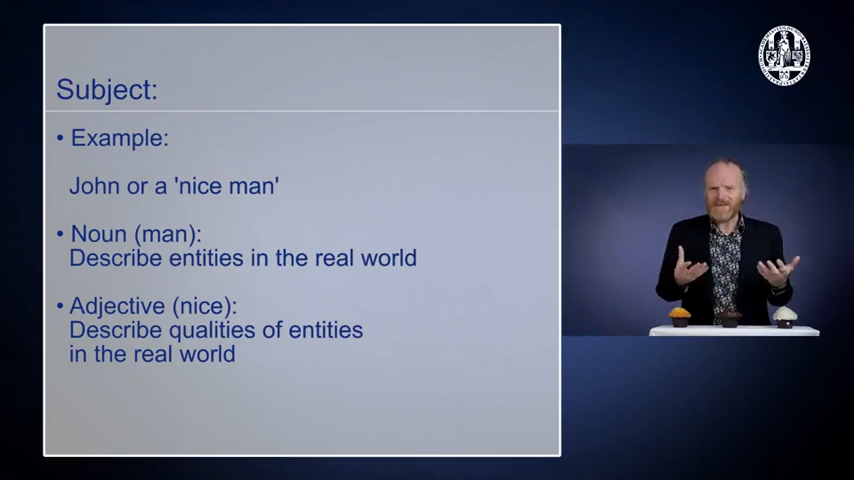 Subject:
• Example:
John or a 'nice man'
• Noun (man):
Describe entities in the real world
• Adjective (nice):
Describe qualities of entities
in the real world